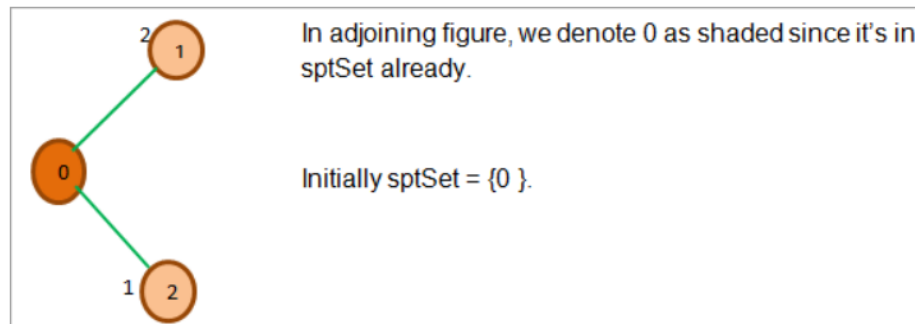 2
1
In adjoining figure, we denote 0 as shaded since it’s in
sptSet already.
0
Initially sptSet = {0 }.
1
2